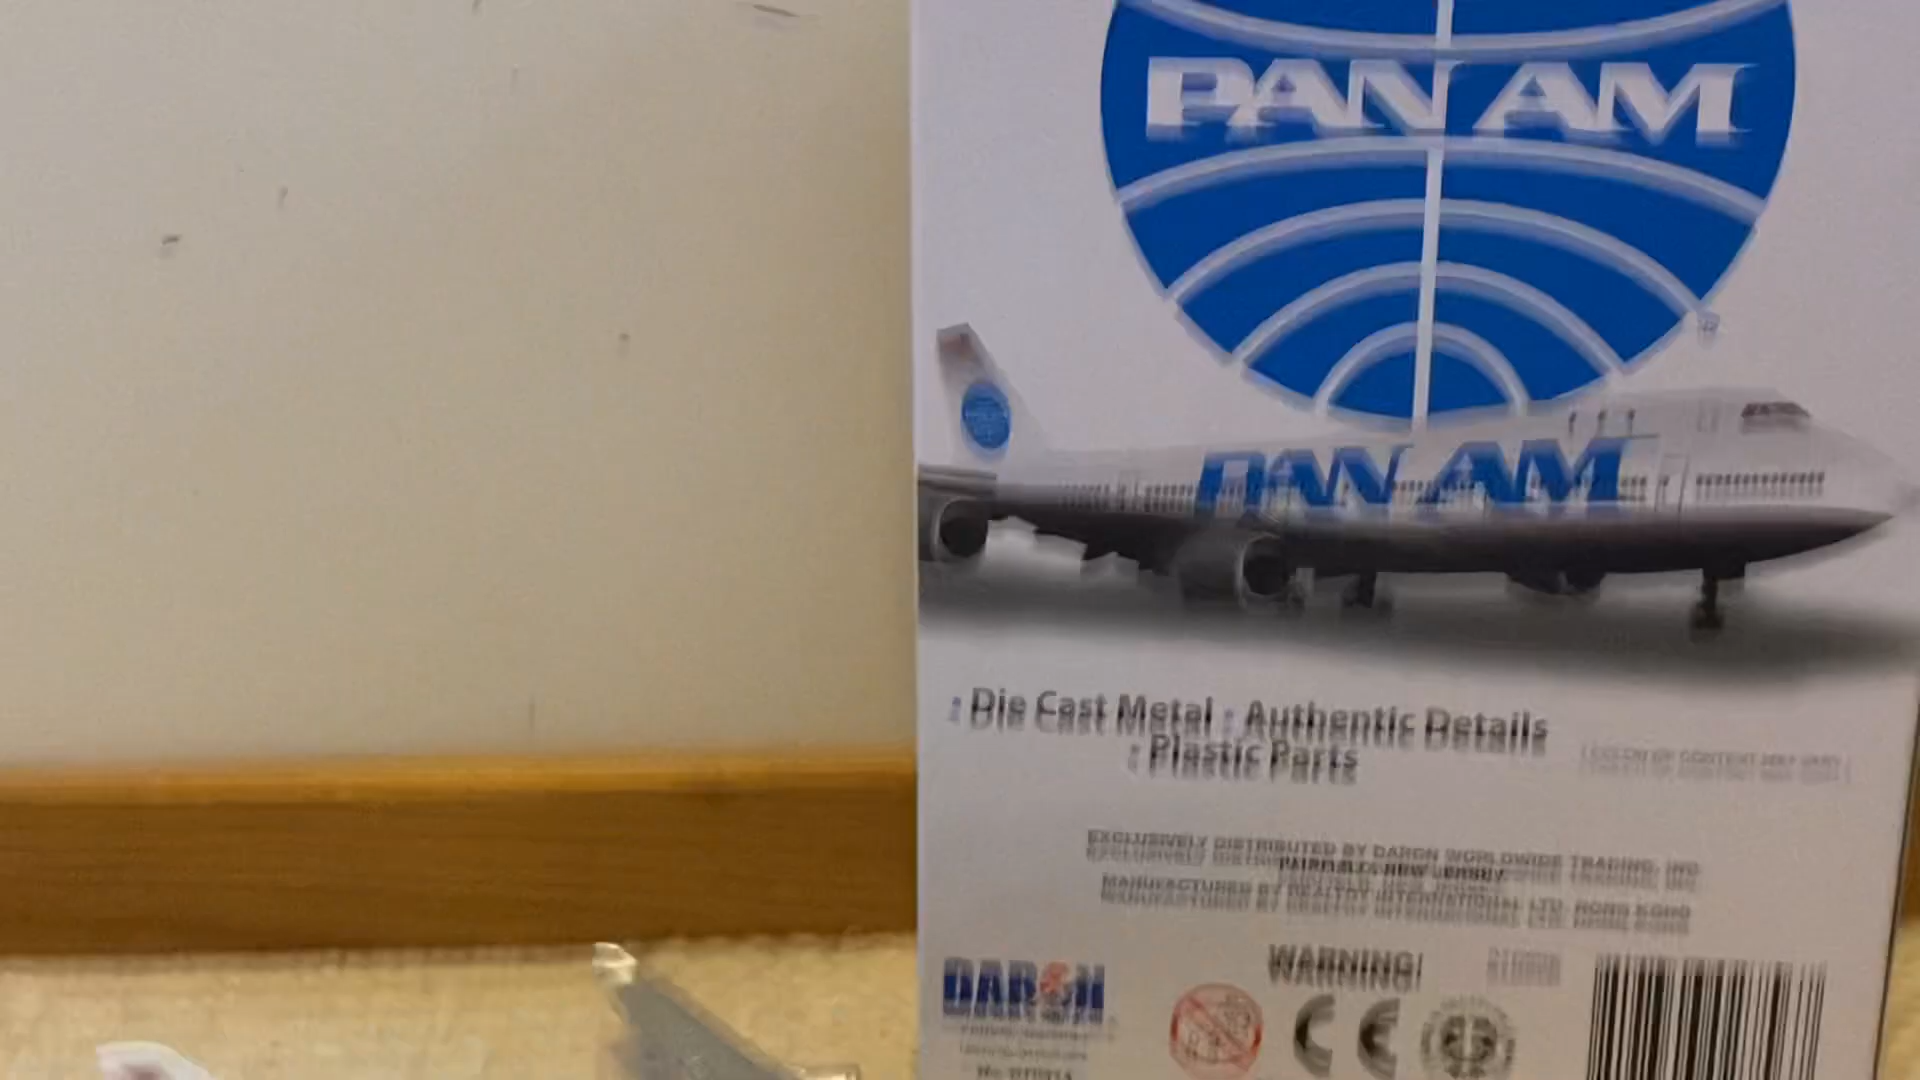 PAN AM
PAN AM
: Die Cast Metal : Authentic Details
: Plastic Parts
EXCLUSIVELY DISTRIBUTED BY DARON WORLDWIDE TRADING, INC.
FAIRFIELD, NEW JERSEY
MANUFACTURED BY REALTOY INTERNATIONAL LTD. HONG KONG
WARNING!
DARON
CE